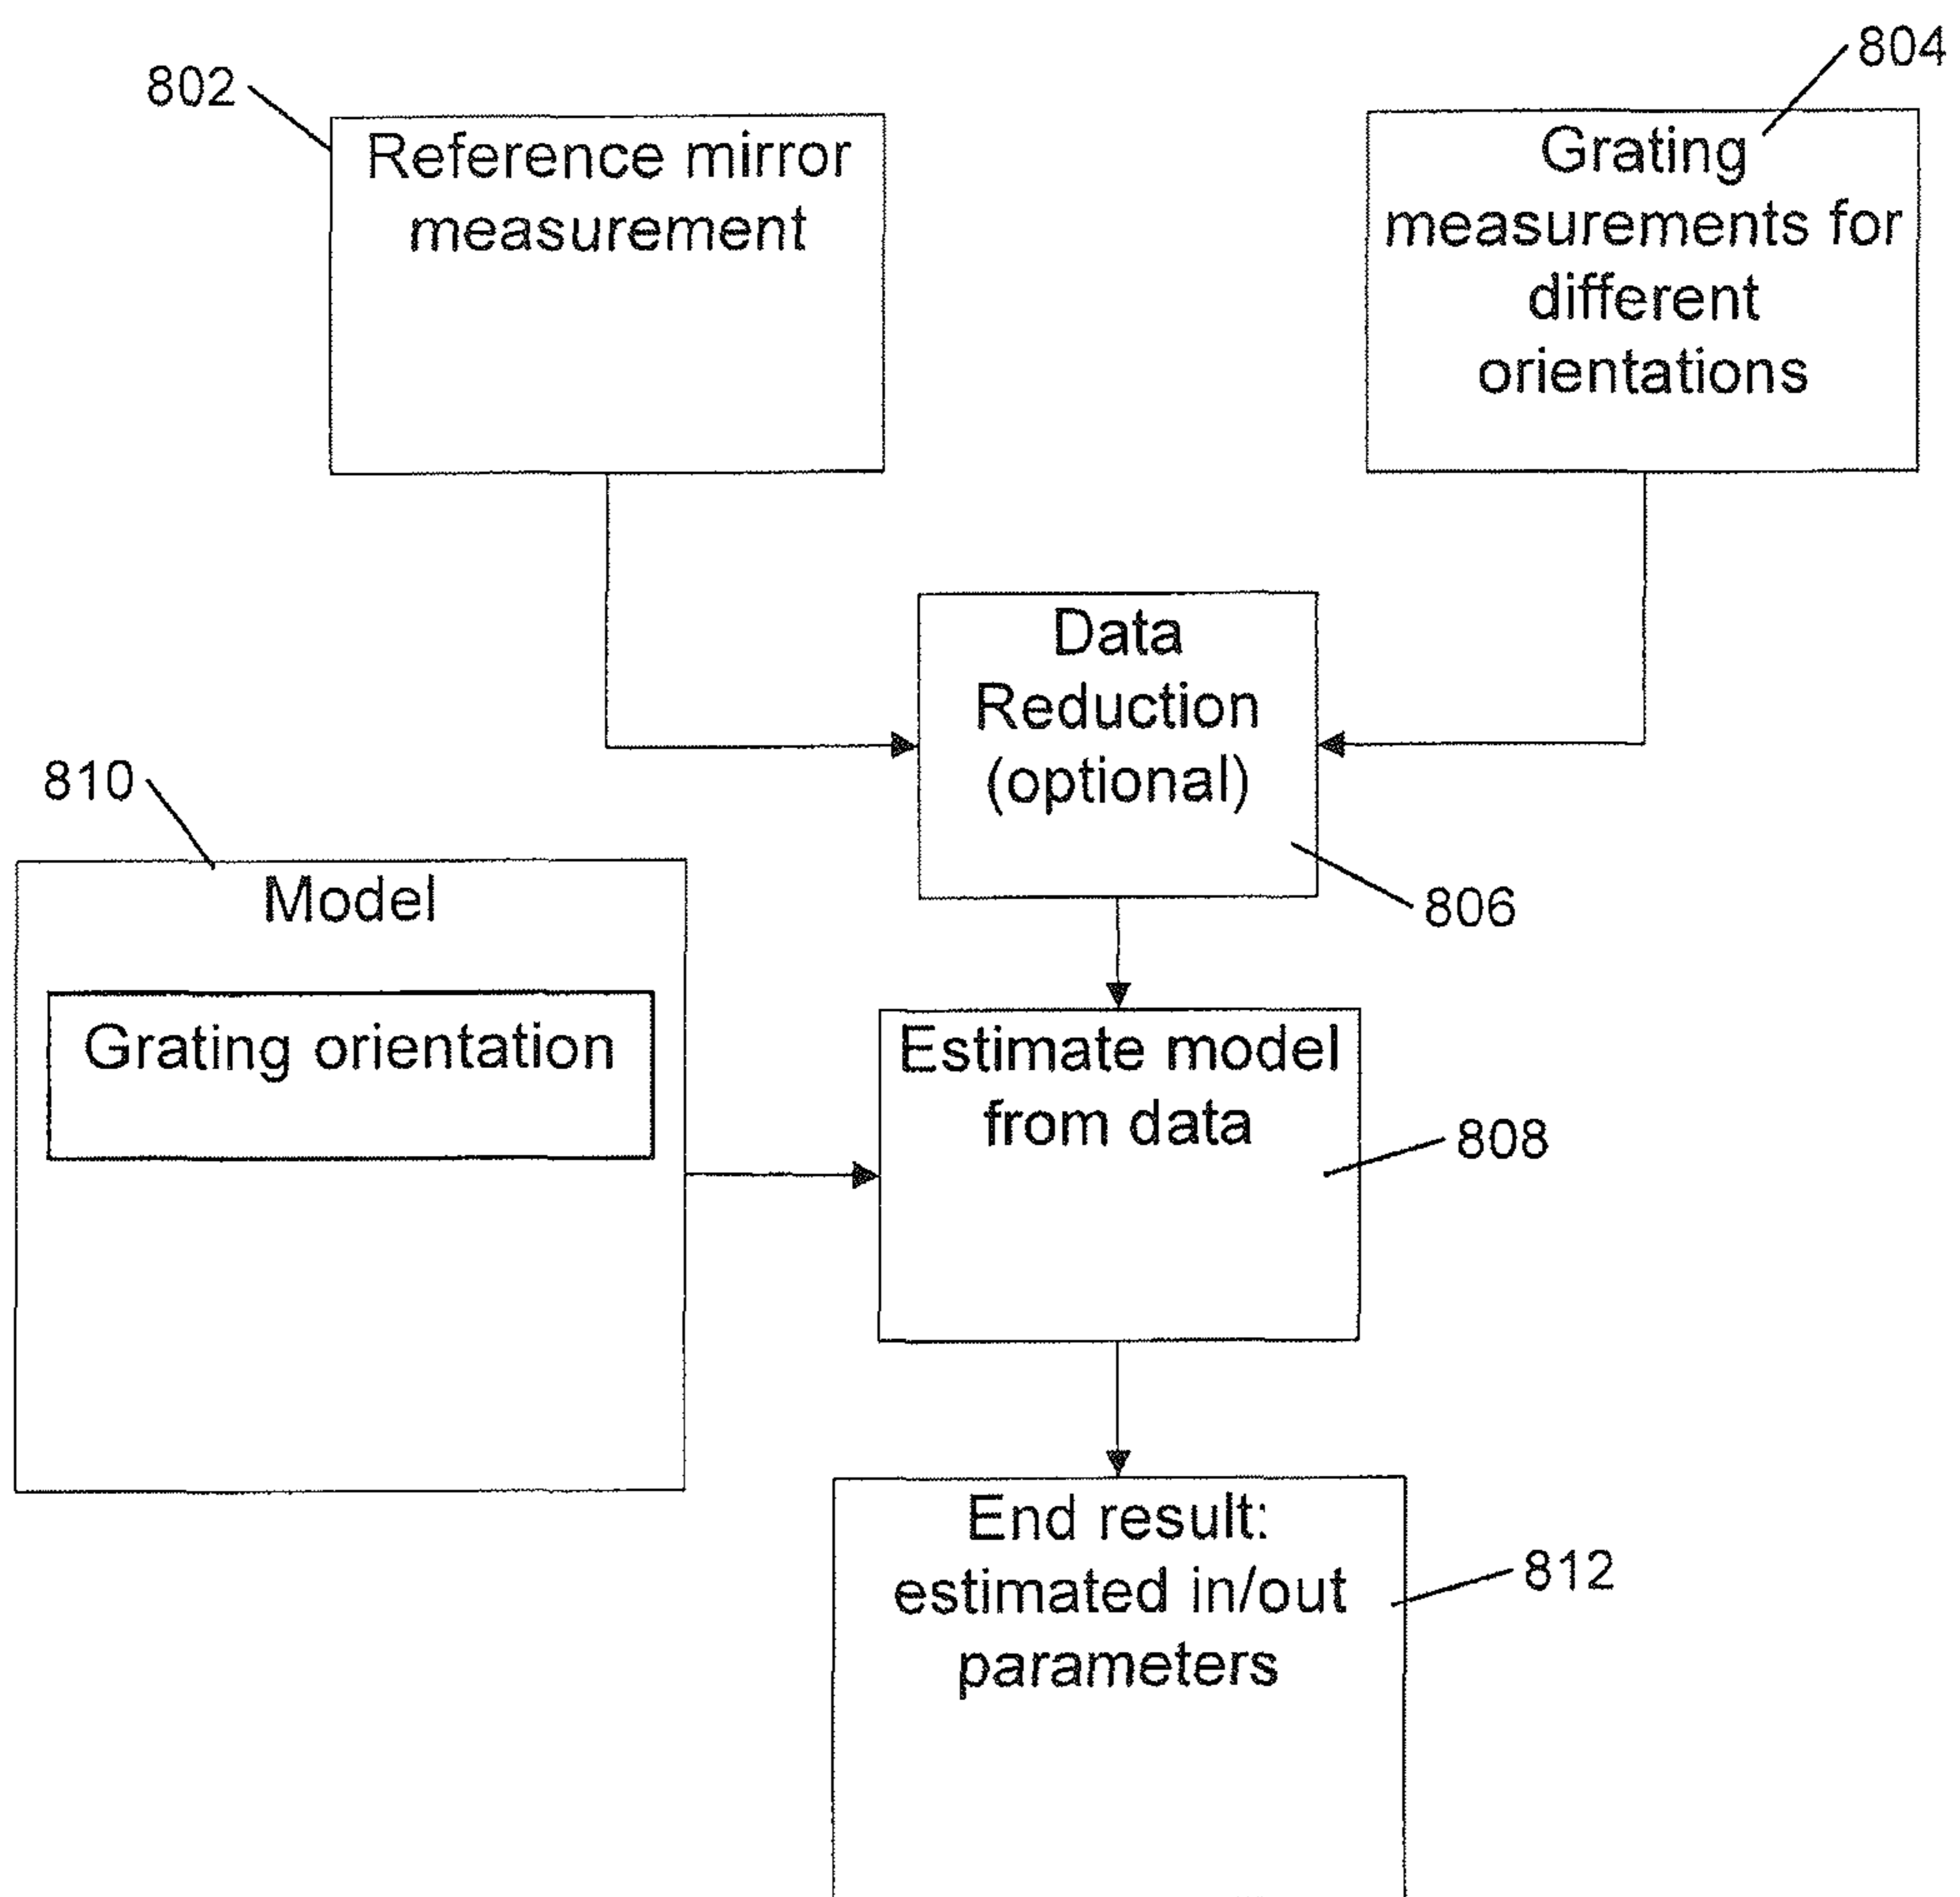 802
Reference mirror
measurement
804
Grating
measurements for
different
orientations
Data
Reduction
(optional)
806
810
Model
Grating orientation
Estimate model
from data
808
End result:
estimated in/out
parameters
812